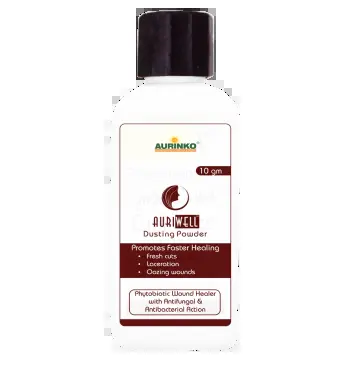 AURINKO
10 gm
AURIWELL
Dusting Powder
Promotes Faster Healing
• Fresh cuts
• Laceration
• Oozing wounds
Phytobiotic Wound Healer
with Antifungal &
Antibacterial Action